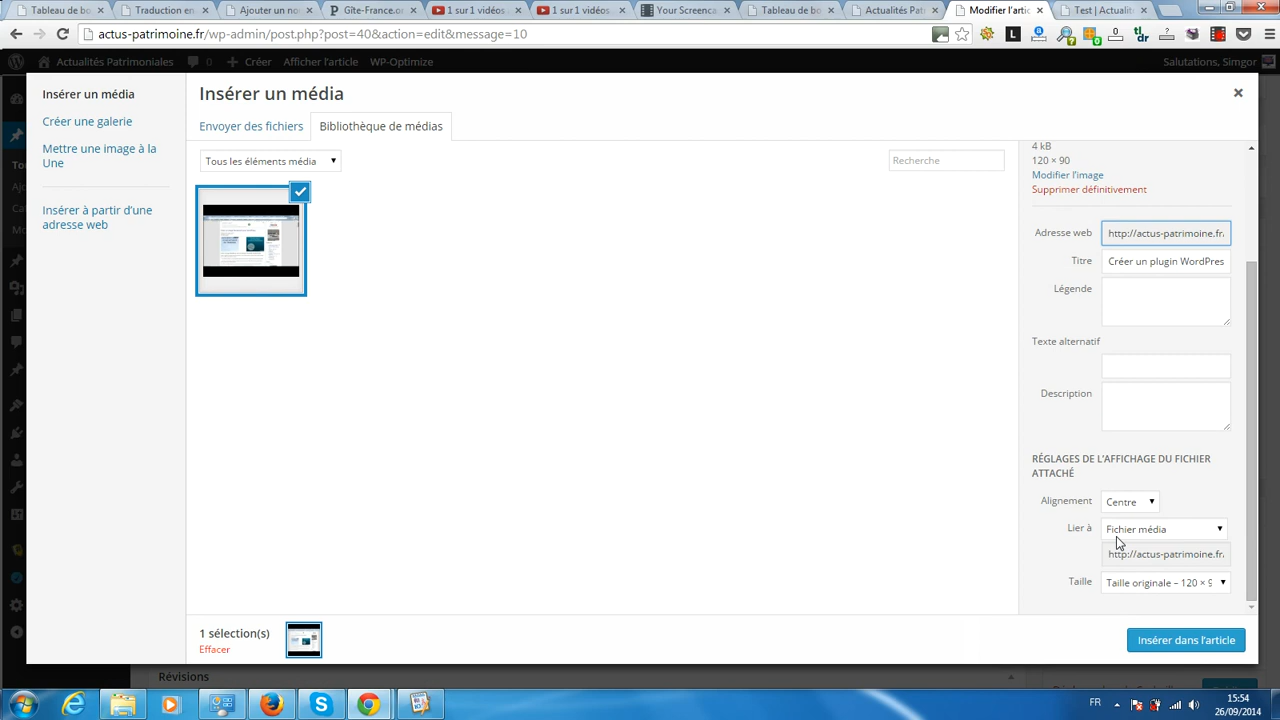 Tableau de bo
Traduction en
Ajouter un no
Gîte-France.o
1 sur 1 vidéos
1 sur 1 vidéos
Your Screenca
Tableau de bo
Actualités Patr
Modifier l'artic
Test | Actualit
actus-patrimoine.fr/wp-admin/post.php?post=40&action=edit&message=10
Actualités Patrimoniales
0
Créer
Afficher l'article
WP-Optimize
Salutations, Simgor
Insérer un média
Créer une galerie
Mettre une image à la
Une
Insérer à partir d'une
adresse web
Insérer un média
Envoyer des fichiers
Bibliothèque de médias
Tous les éléments média
Recherche
4 kB
120 × 90
Modifier l'image
Supprimer définitivement
Adresse web
http://actus-patrimoine.fr/
Titre
Créer un plugin WordPres
Légende
Texte alternatif
Description
RÉGLAGES DE L'AFFICHAGE DU FICHIER
ATTACHÉ
Alignement
Centre
Lier à
Fichier média
http://actus-patrimoine.fr/
Taille
Taille originale – 120 × 9
1 sélection(s)
Effacer
Insérer dans l'article
Révisions
FR
15:54
26/09/2014